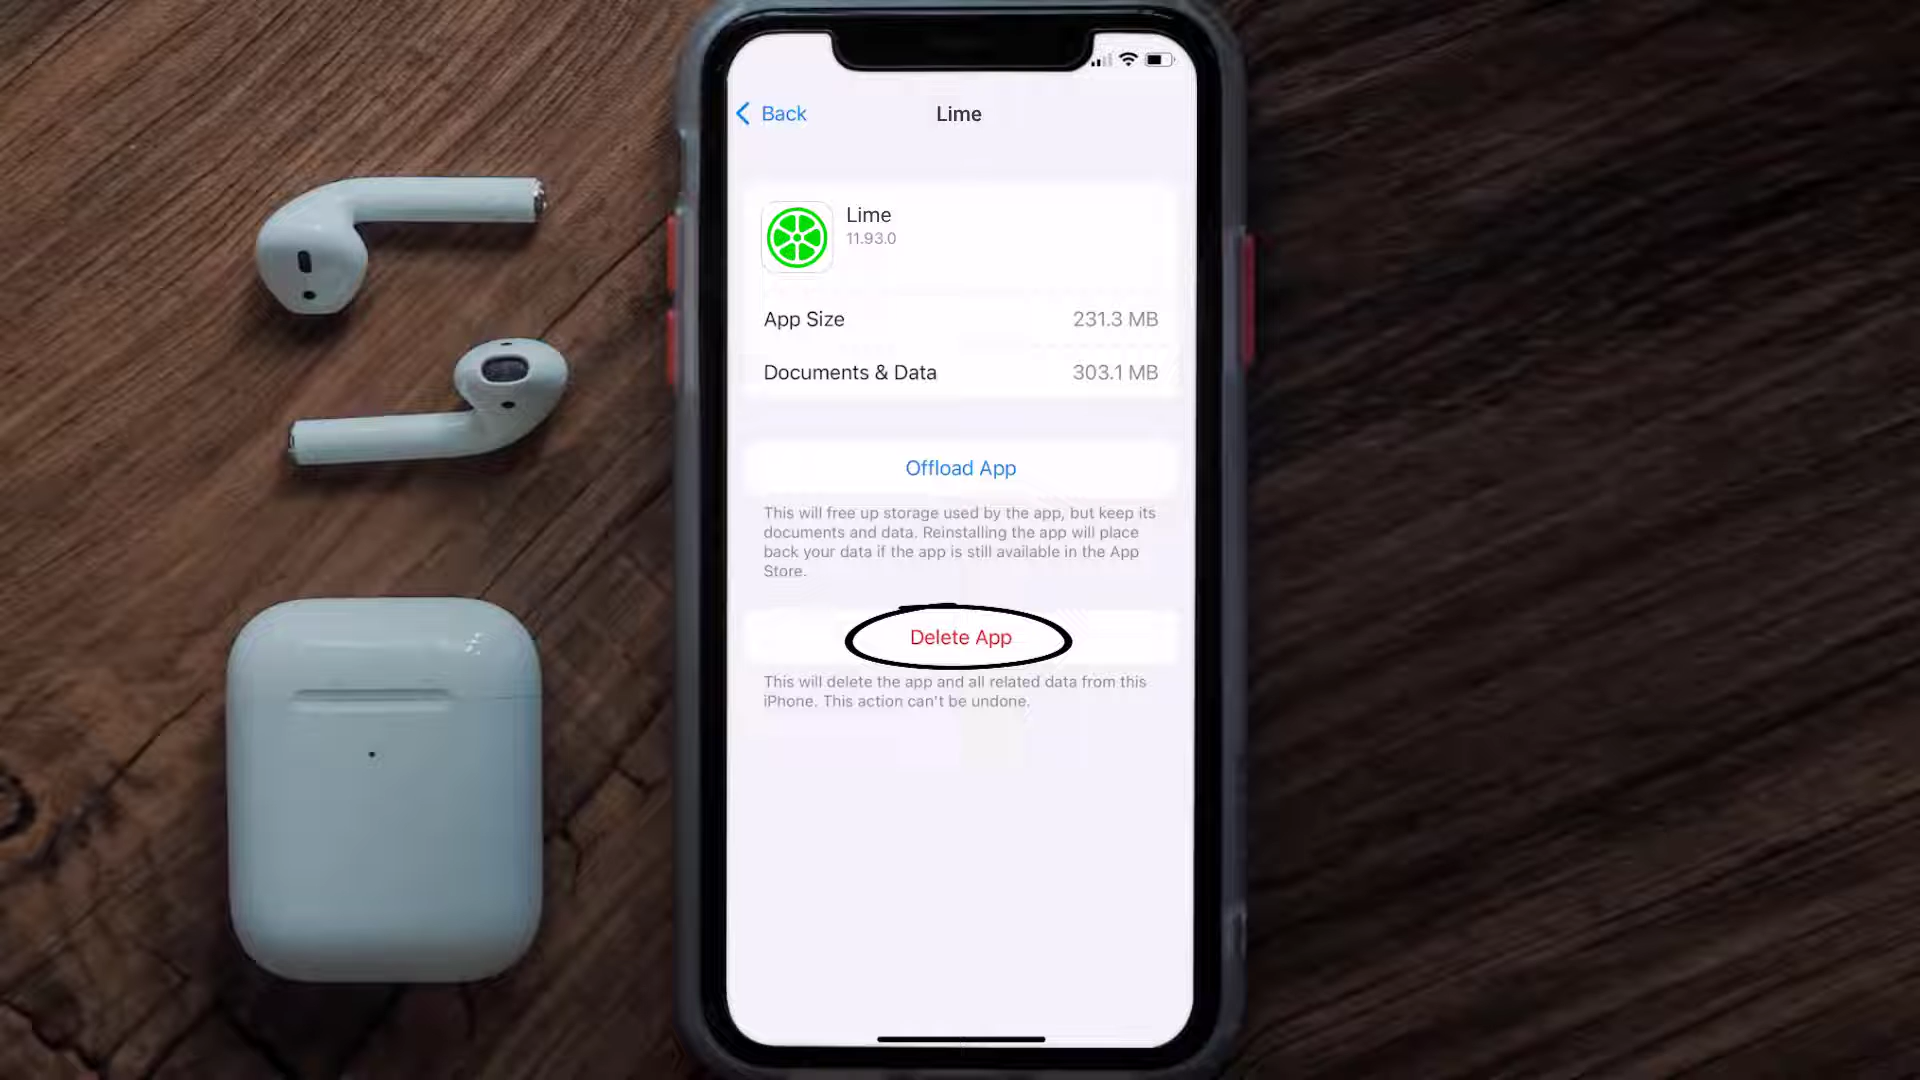 Back
Lime
Lime
11.93.0
App Size
231.3 MB
Documents & Data
303.1 MB
Offload App
This will free up storage used by the app, but keep its
documents and data. Reinstalling the app will place
back your data if the app is still available in the App
Store.
Delete App
This will delete the app and all related data from this
iPhone. This action can't be undone.